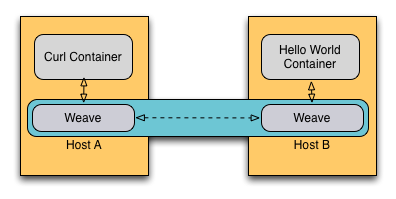 Curl Container
Hello World
Container
Weave
Weave
Host A
Host B